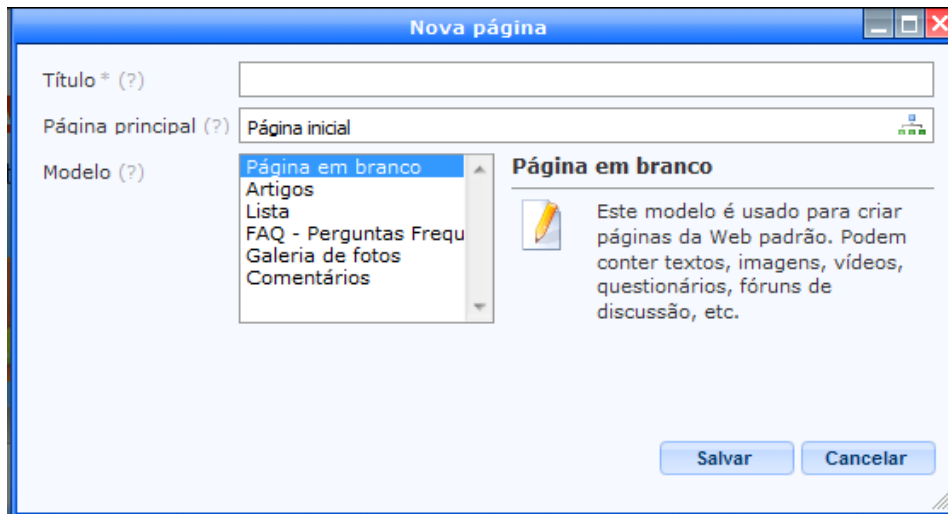 Nova página
Título * (?)
Página principal (?) Página inicial
Modelo (?)
Página em branco
Artigos
Lista
FAQ - Perguntas Frequ
Galeria de fotos
Comentários
Página em branco
Este modelo é usado para criar
páginas da Web padrão. Podem
conter textos, imagens, vídeos,
questionários, fóruns de
discussão, etc.
Salvar Cancelar